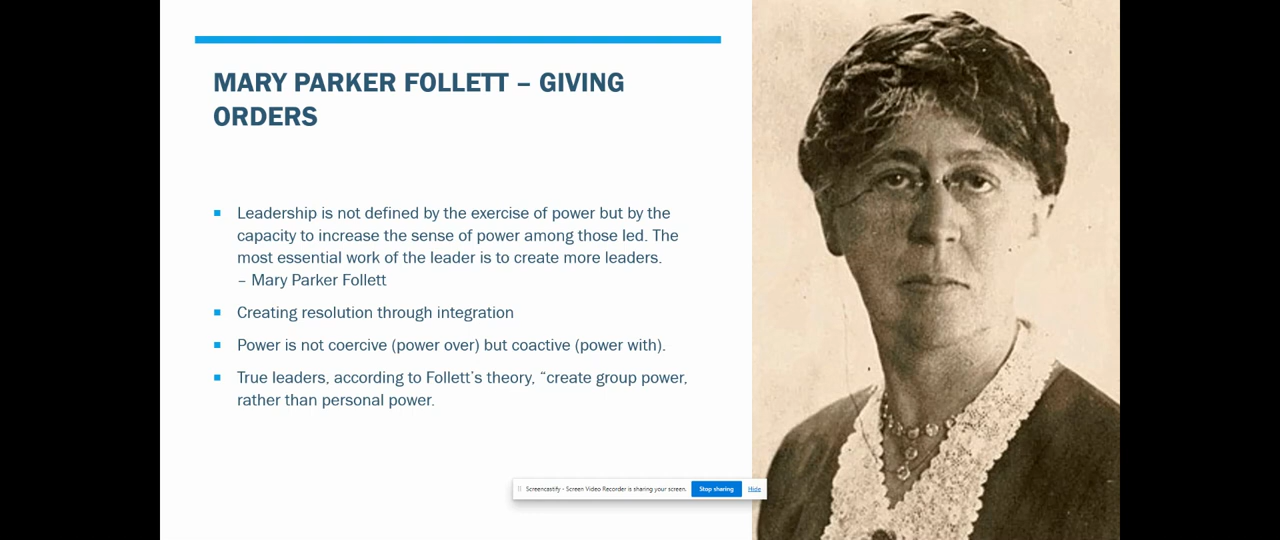 MARY PARKER FOLLETT – GIVING
ORDERS
Leadership is not defined by the exercise of power but by the
capacity to increase the sense of power among those led. The
most essential work of the leader is to create more leaders.
– Mary Parker Follett
Creating resolution through integration
Power is not coercive (power over) but coactive (power with).
True leaders, according to Follett’s theory, “create group power,
rather than personal power.
Screencastify - Screen Video Recorder is sharing your screen. Stop sharing Hide